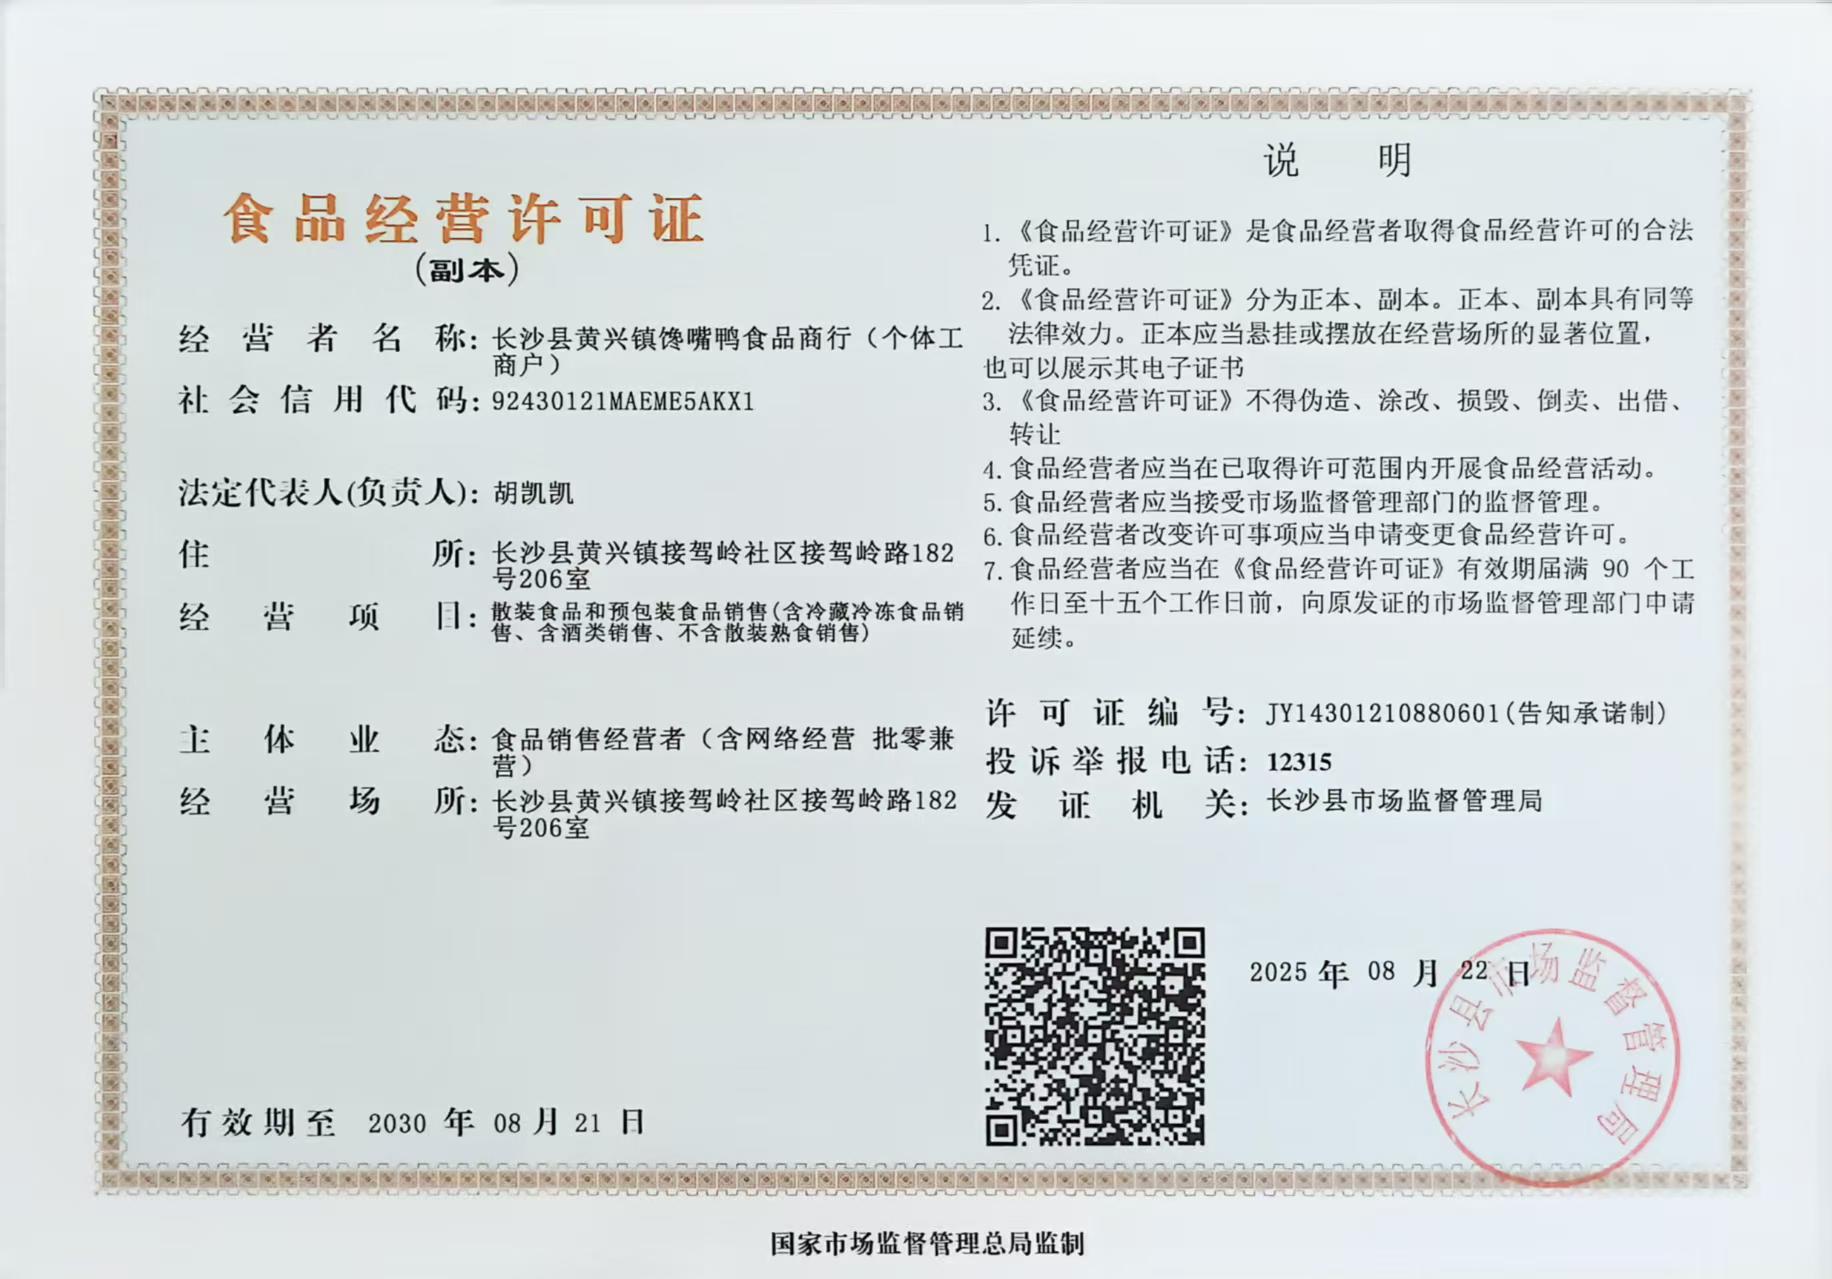 食品经营许可证
(副本)
经营者名称: 长沙县黄兴镇馋嘴鸭食品商行（个体工
商户）
社会信用代码: 92430121MAEME5AKX1
法定代表人(负责人): 胡凯凯
住所: 长沙县黄兴镇接驾岭社区接驾岭路182
号206室
经营项目: 散装食品和预包装食品销售(含冷藏冷冻食品销
售、含酒类销售、不含散装熟食销售)
主体业态: 食品销售经营者（含网络经营 批零兼
营）
经营场所: 长沙县黄兴镇接驾岭社区接驾岭路182
号206室
有效期至 2030 年 08 月 21 日
说 明
1.《食品经营许可证》是食品经营者取得食品经营许可的合法
凭证。
2.《食品经营许可证》分为正本、副本。正本、副本具有同等
法律效力。正本应当悬挂或摆放在经营场所的显著位置，
也可以展示其电子证书
3.《食品经营许可证》不得伪造、涂改、损毁、倒卖、出借、
转让
4.食品经营者应当在已取得许可范围内开展食品经营活动。
5.食品经营者应当接受市场监督管理部门的监督管理。
6.食品经营者改变许可事项应当申请变更食品经营许可。
7.食品经营者应当在《食品经营许可证》有效期届满 90 个工
作日至十五个工作日前，向原发证的市场监督管理部门申请
延续。
许可证编号: JY14301210880601(告知承诺制)
投诉举报电话: 12315
发证机关: 长沙县市场监督管理局
2025 年 08 月 22 日
长沙县市场监督管理局
国家市场监督管理总局监制